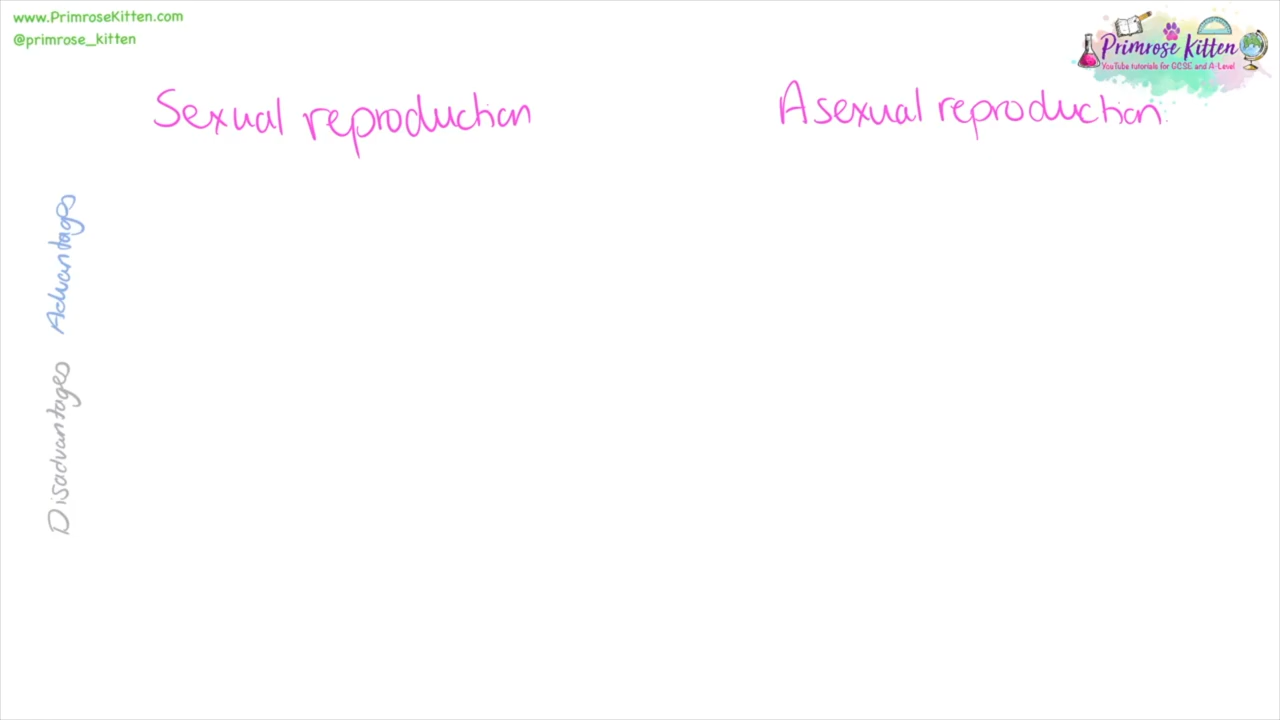 www.PrimroseKitten.com
@primrose_kitten
Primrose Kitten
YouTube tutorials for GCSE and A-Level
Sexual reproduction
Asexual reproduction
Advantages
Disadvantages